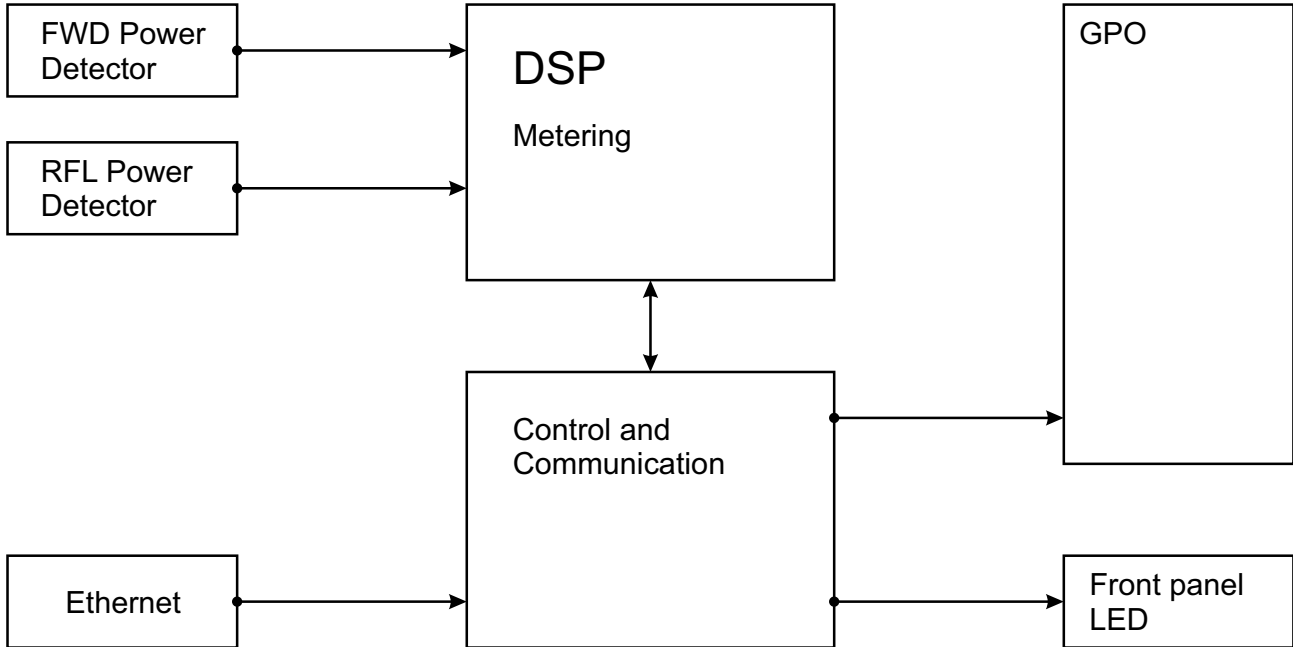 FWD Power
Detector
DSP
Metering
GPO
RFL Power
Detector
Control and
Communication
Ethernet
Front panel
LED